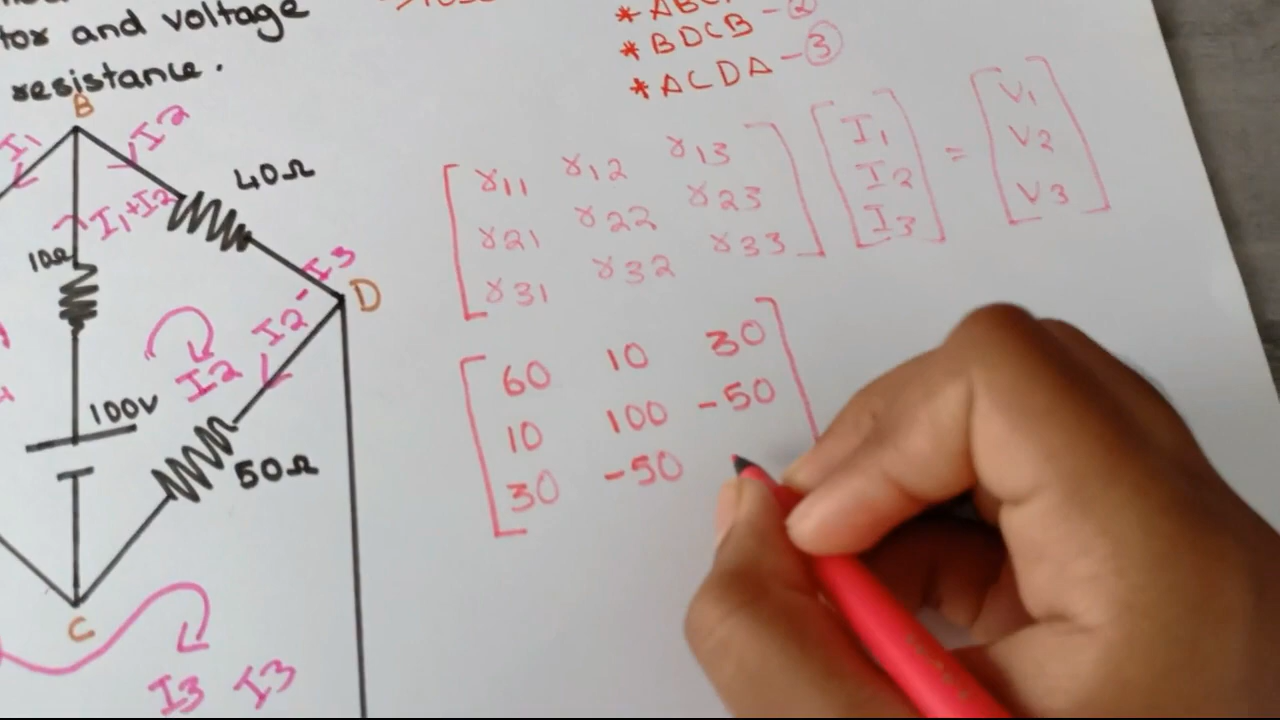 tor and voltage
resistance.
* BDCB - 2
* ACDA - 3
B
I1
I2
40Ω
I1+I2
10Ω
I2-I3
D
I2
100V
50Ω
C
I3 I3
r11 r12 r13
r21 r22 r23
r31 r32 r33
I1
I2
I3
=
V1
V2
V3
60 10 30
10 100 -50
30 -50